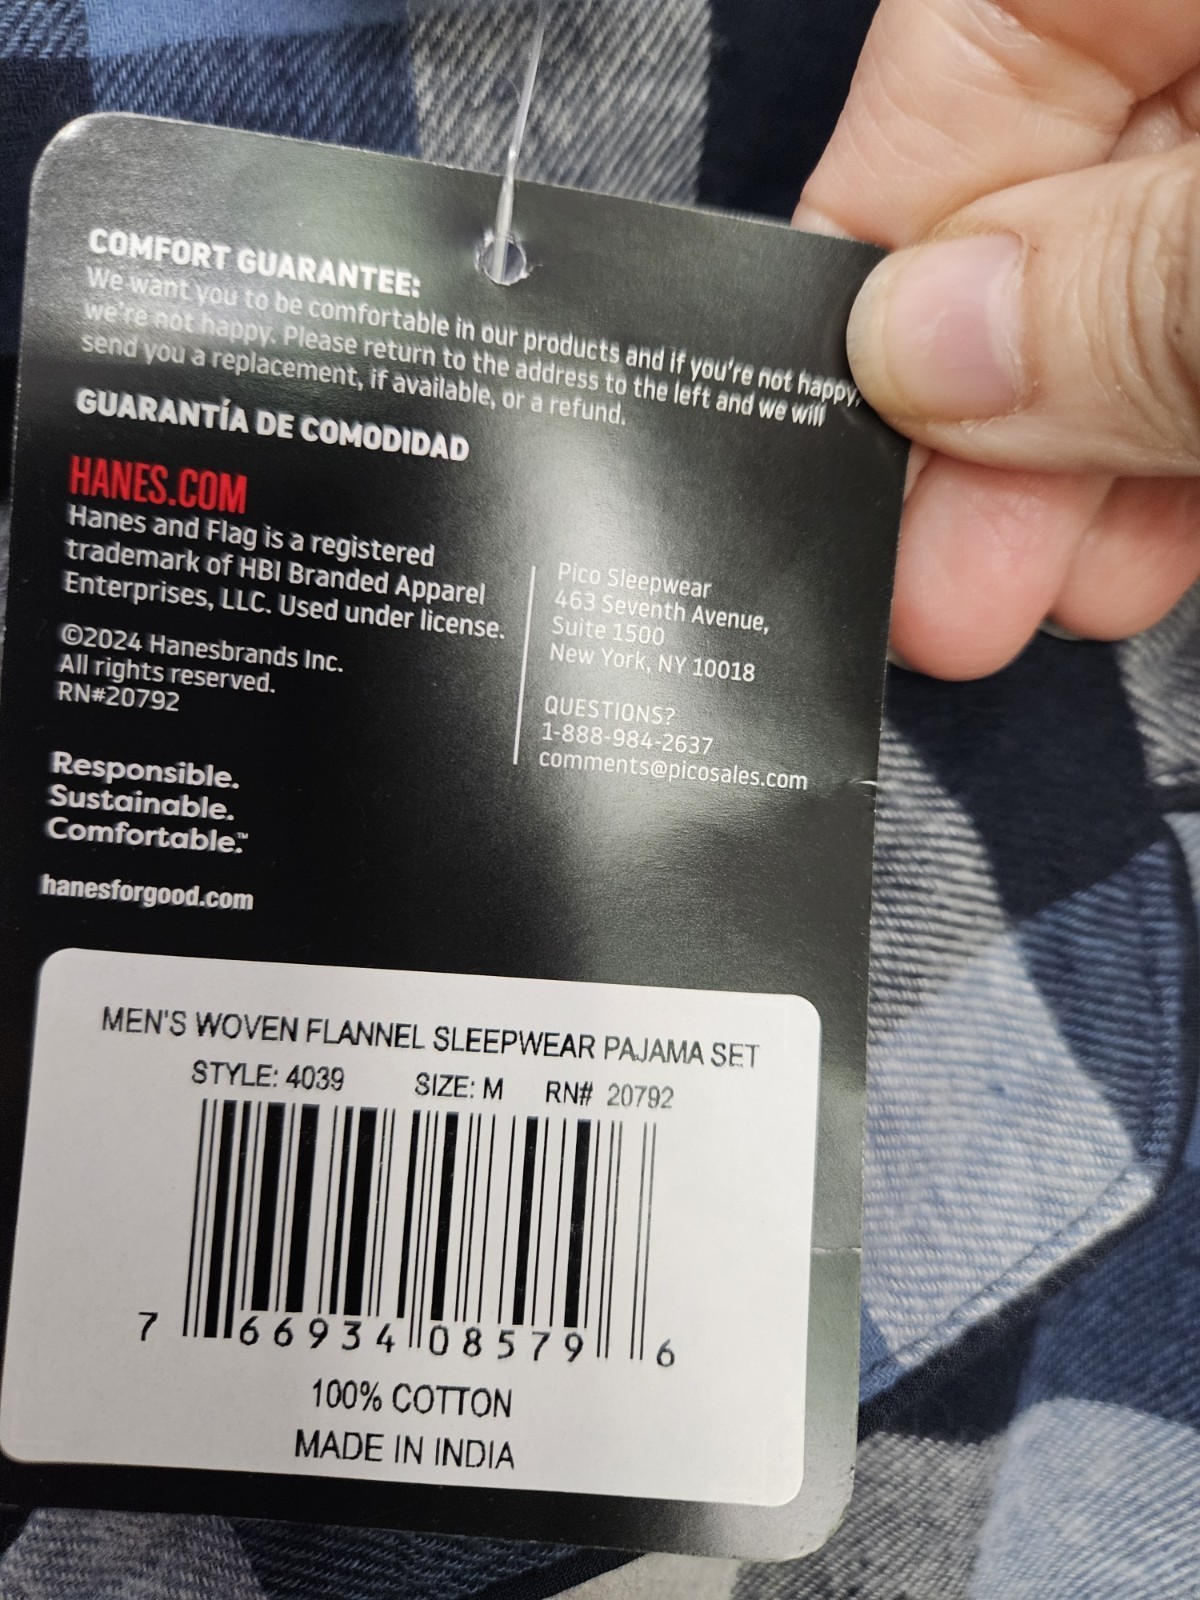 COMFORT GUARANTEE:
We want you to be comfortable in our products and if you're not happy,
we're not happy. Please return to the address to the left and we will
send you a replacement, if available, or a refund.
GUARANTÍA DE COMODIDAD
HANES.COM
Hanes and Flag is a registered
trademark of HBI Branded Apparel
Enterprises, LLC. Used under license.
©2024 Hanesbrands Inc.
All rights reserved.
RN#20792
Pico Sleepwear
463 Seventh Avenue,
Suite 1500
New York, NY 10018
QUESTIONS?
1-888-984-2637
comments@picosales.com
Responsible.
Sustainable.
Comfortable.™
hanesforgood.com
MEN'S WOVEN FLANNEL SLEEPWEAR PAJAMA SET
STYLE: 4039 SIZE: M RN# 20792
7 66934 08579 6
100% COTTON
MADE IN INDIA